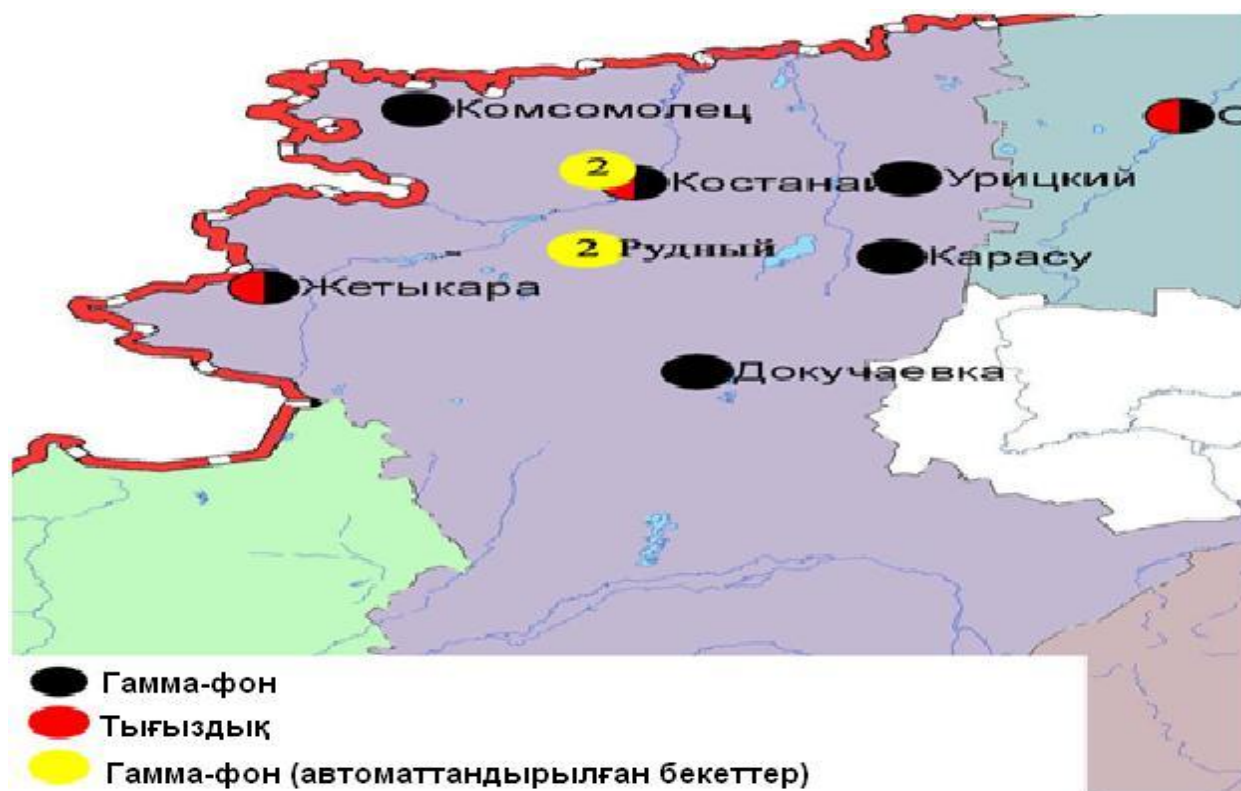 Комсомолец
С
2
Костанай
Урицкий
2 Рудный
Карасу
Жетыкара
Докучаевка
Гамма-фон
Тығыздық
Гамма-фон (автоматтандырылған бекеттер)